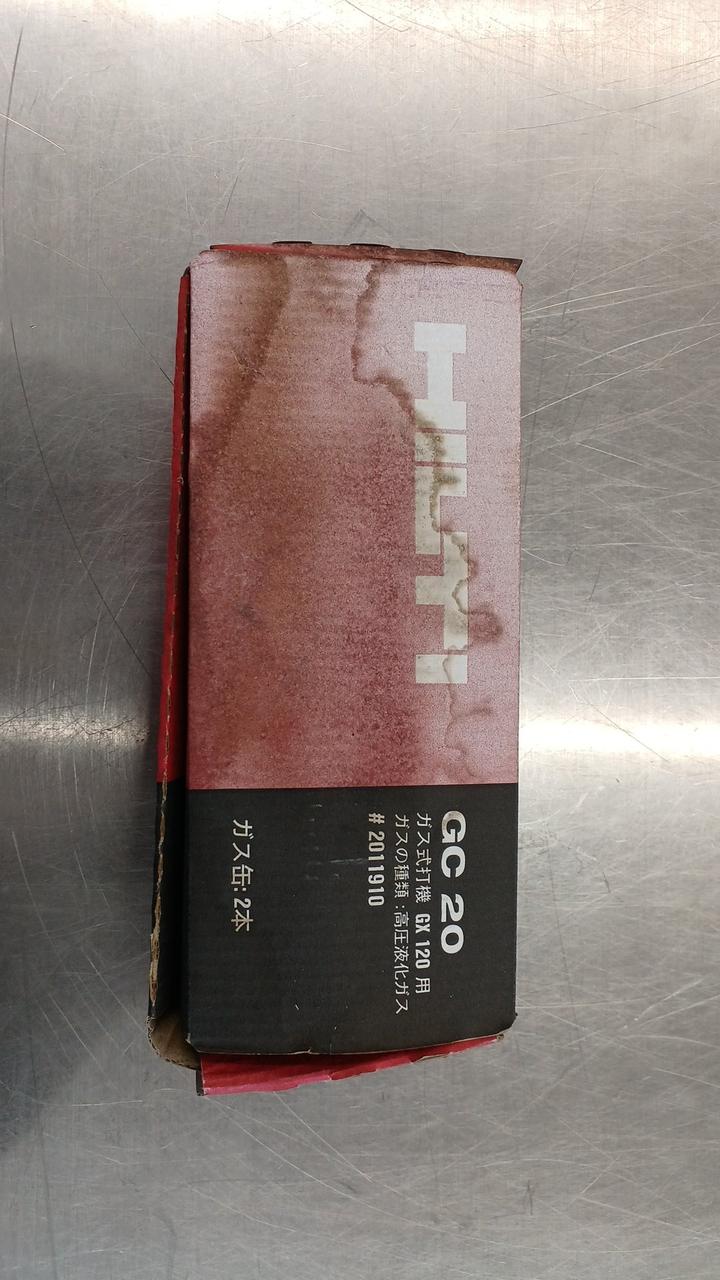 HILTI
GC 20
ガス式打機 GX 120 用
ガスの種類:高圧液化ガス
# 2011910
ガス缶: 2本